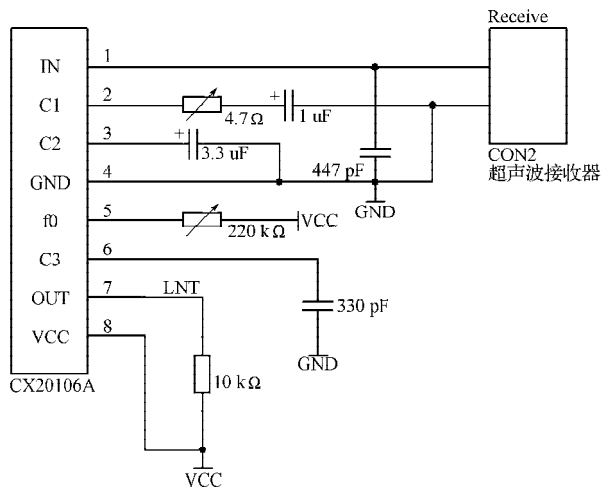 Receive
IN 1
C1 2
+
4.7Ω
+
1 uF
C2 3
+
3.3 uF
CON2
超声波接收器
GND 4
447 pF
GND
f0 5
220 kΩ
VCC
C3 6
330 pF
GND
OUT 7
LNT
VCC 8
CX20106A
10 kΩ
VCC